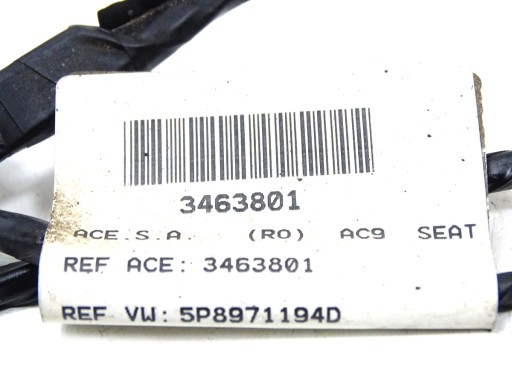 3463801
ACE.S.A. (RO) AC9 SEAT
REF ACE: 3463801
REF VW: 5P8971194D